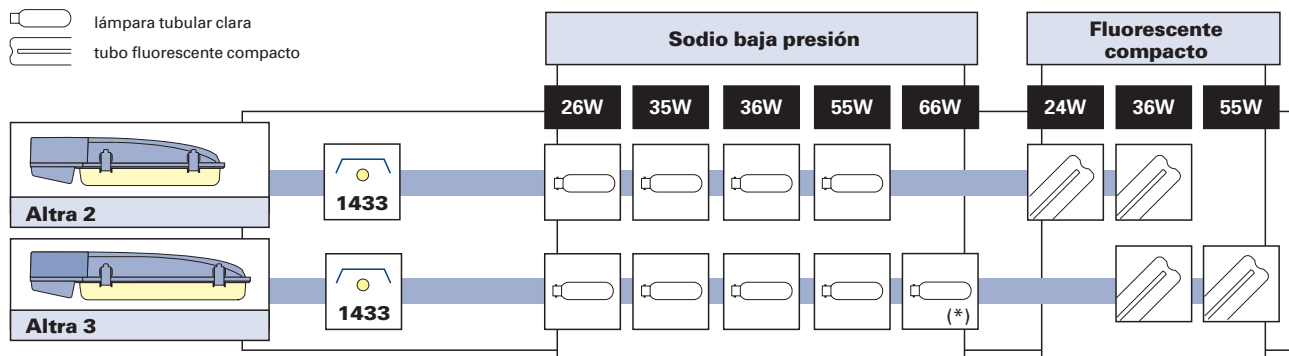 lámpara tubular clara
tubo fluorescente compacto
Sodio baja presión
Fluorescente
compacto
26W 35W 36W 55W 66W 24W 36W 55W
1433
Altra 2
1433
(*)
Altra 3